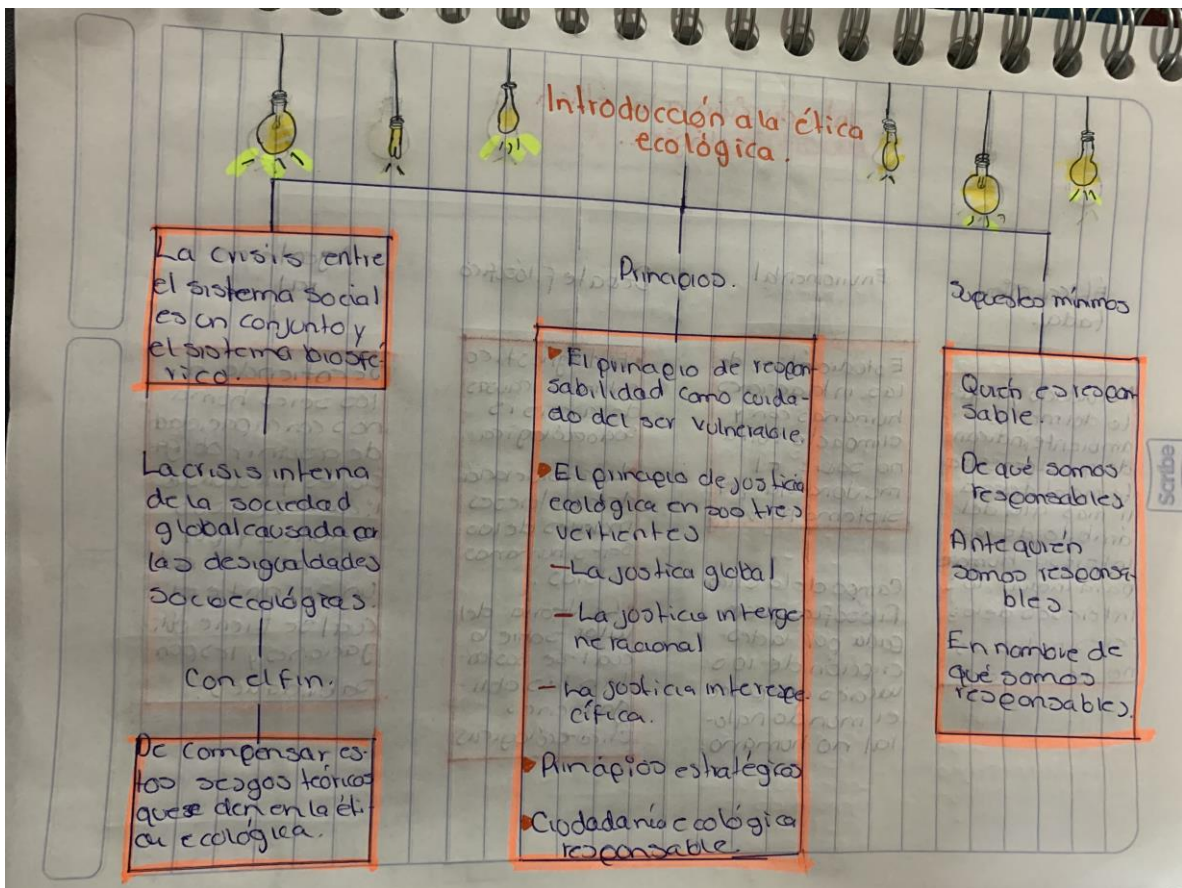 Introducción a la ética
ecológica.
La crisis entre
el sistema social
es un conjunto y
el sistema biosfé-
rico.
La crisis interna
de la sociedad
global causada por
las desigualdades
socoecológicas.
Con el fin.
De compensar es-
tos sesgos teóricos
que se den en la éti-
ca ecológica.
Principios.
El principio de respon-
sabilidad como cuida-
do del ser vulnerable.
El principio de justicia
ecológica en sus tres
vertientes
-La justica global
-La justicia interge-
neracional
-La justicia interespe-
cífica.
Principios estratégicos
Ciudadanía ecológica
responsable.
Supuestos mínimos
Quién es respon
sable
De qué somos
responsables
Ante quién
somos responsa-
bles.
En nombre de
qué somos
responsables.
Scribe